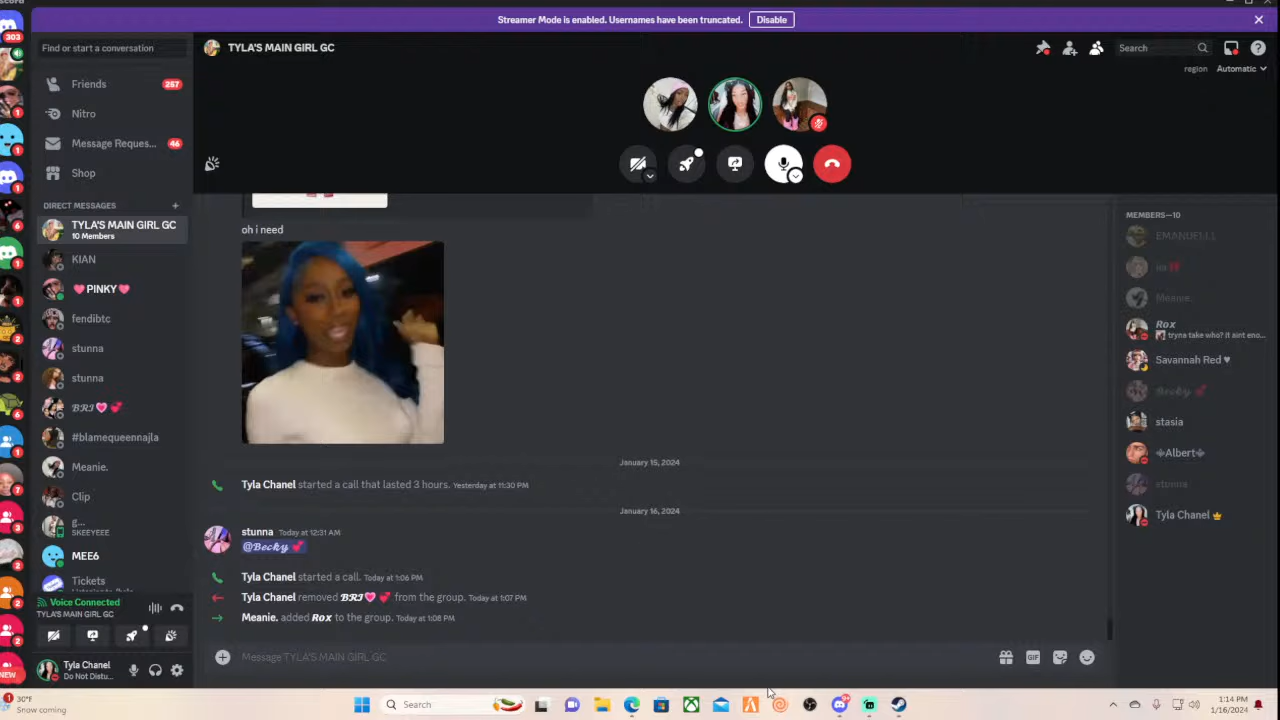 Streamer Mode is enabled. Usernames have been truncated. Disable
303
Find or start a conversation
TYLA'S MAIN GIRL GC
Search
region Automatic
Friends 257
Nitro
Message Reques... 46
Shop
DIRECT MESSAGES
TYLA'S MAIN GIRL GC
10 Members
KIAN
PINKY
fendibtc
stunna
stunna
BRI
#blamequeennajla
Meanie.
Clip
g...
SKEEYEEE
MEE6
Tickets
Voice Connected
TYLA'S MAIN GIRL GC
Tyla Chanel
Do Not Distu...
NEW
oh i need
January 15, 2024
Tyla Chanel started a call that lasted 3 hours. Yesterday at 11:30 PM
January 16, 2024
stunna Today at 12:31 AM
@Becky 💕
Tyla Chanel started a call. Today at 1:06 PM
Tyla Chanel removed BRI💗💕 from the group. Today at 1:07 PM
Meanie. added Rox to the group. Today at 1:08 PM
Message TYLA'S MAIN GIRL GC
GIF
MEMBERS—10
Meanie.
Rox
tryna take who? it aint eno...
Savannah Red ♥
Becky 💕
stasia
Albert
stunna
Tyla Chanel
30°F
Snow coming
Search
1:14 PM
1/16/2024